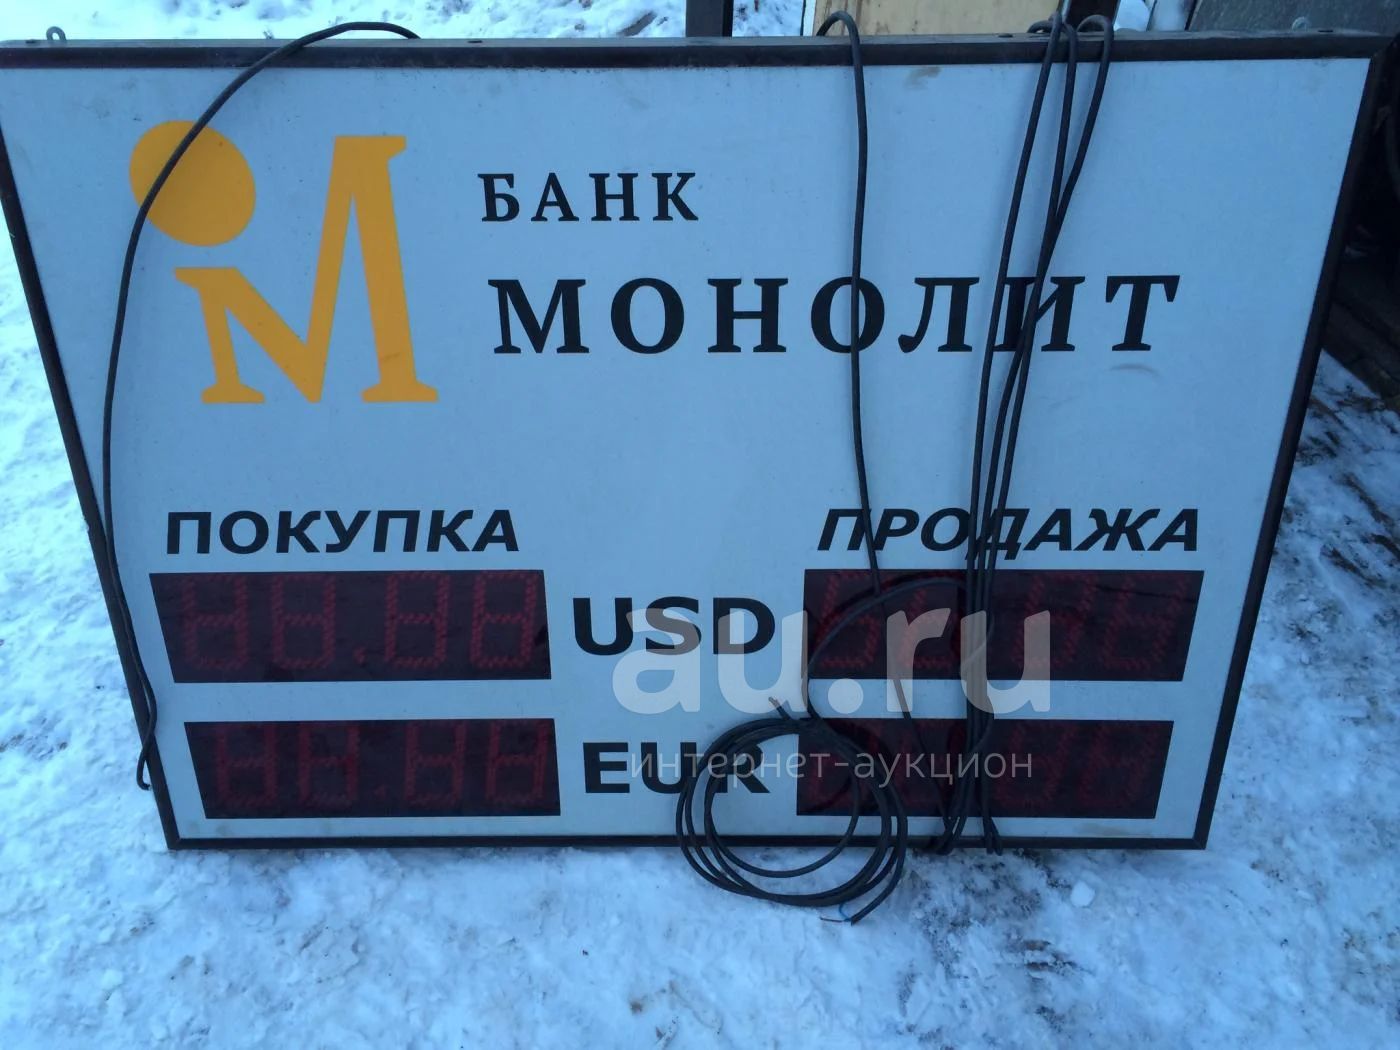 БАНК
МОНОЛИТ
ПОКУПКА ПРОДАЖА
USD
au.ru
EUR
интернет-аукцион